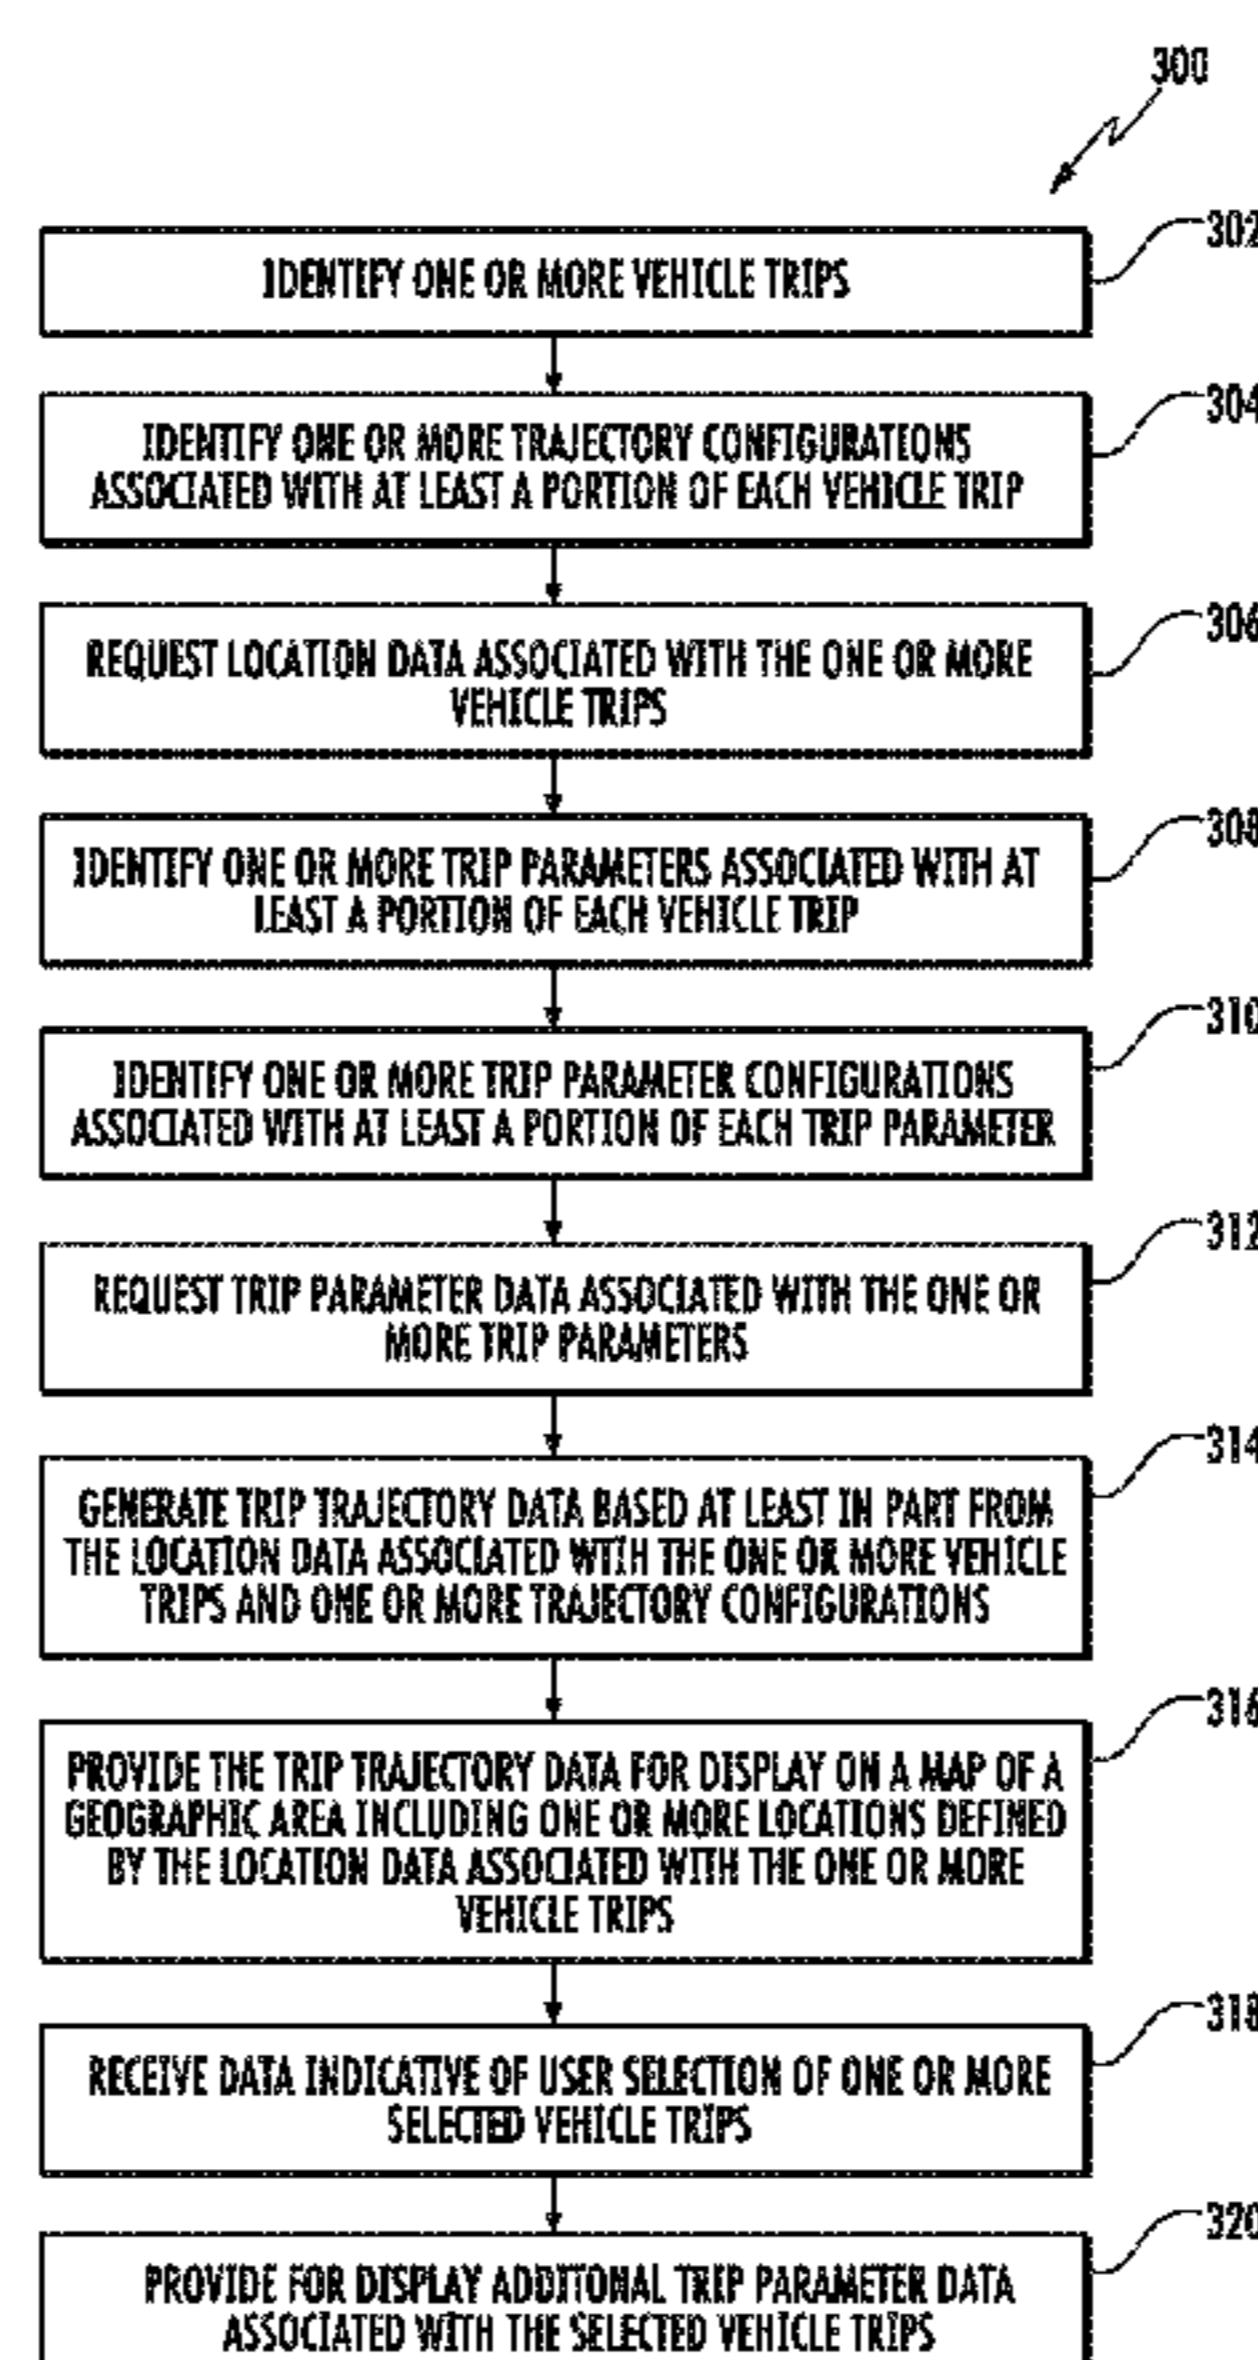 300
302
IDENTIFY ONE OR MORE VEHICLE TRIPS
304
IDENTIFY ONE OR MORE TRAJECTORY CONFIGURATIONS
ASSOCIATED WITH AT LEAST A PORTION OF EACH VEHICLE TRIP
306
REQUEST LOCATION DATA ASSOCIATED WITH THE ONE OR MORE
VEHICLE TRIPS
308
IDENTIFY ONE OR MORE TRIP PARAMETERS ASSOCIATED WITH AT
LEAST A PORTION OF EACH VEHICLE TRIP
310
IDENTIFY ONE OR MORE TRIP PARAMETER CONFIGURATIONS
ASSOCIATED WITH AT LEAST A PORTION OF EACH TRIP PARAMETER
312
REQUEST TRIP PARAMETER DATA ASSOCIATED WITH THE ONE OR
MORE TRIP PARAMETERS
314
GENERATE TRIP TRAJECTORY DATA BASED AT LEAST IN PART FROM
THE LOCATION DATA ASSOCIATED WTIH THE ONE OR MORE VEHICLE
TRIPS AND ONE OR MORE TRAJECTORY CONFIGURATIONS
316
PROVIDE THE TRIP TRAJECTORY DATA FOR DISPLAY ON A MAP OF A
GEOGRAPHIC AREA INCLUDING ONE OR MORE LOCATIONS DEFINED
BY THE LOCATION DATA ASSOCIATED WITH THE ONE OR MORE
VEHICLE TRIPS
318
RECEIVE DATA INDICATIVE OF USER SELECTION OF ONE OR MORE
SELECTED VEHICLE TRIPS
320
PROVIDE FOR DISPLAY ADDITONAL TRIP PARAMETER DATA
ASSOCIATED WITH THE SELECTED VEHICLE TRIPS